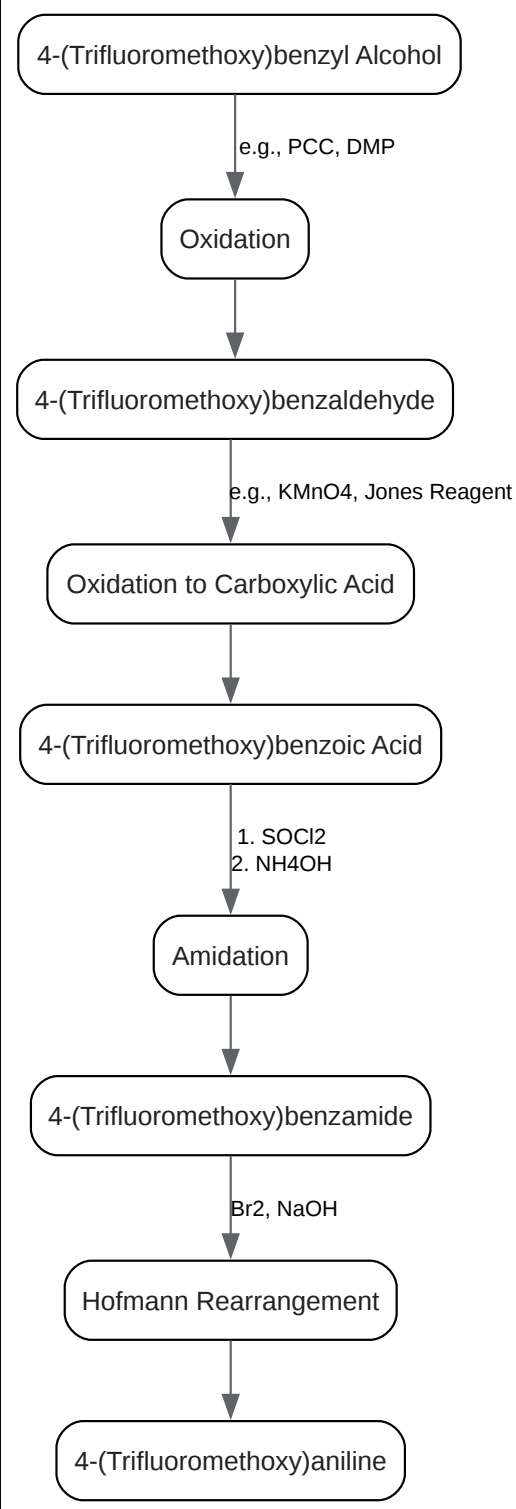 4-(Trifluoromethoxy)benzyl Alcohol
e.g., PCC, DMP
Oxidation
4-(Trifluoromethoxy)benzaldehyde
e.g., KMnO4, Jones Reagent
Oxidation to Carboxylic Acid
4-(Trifluoromethoxy)benzoic Acid
1. SOCl2
2. NH4OH
Amidation
4-(Trifluoromethoxy)benzamide
Br2, NaOH
Hofmann Rearrangement
4-(Trifluoromethoxy)aniline